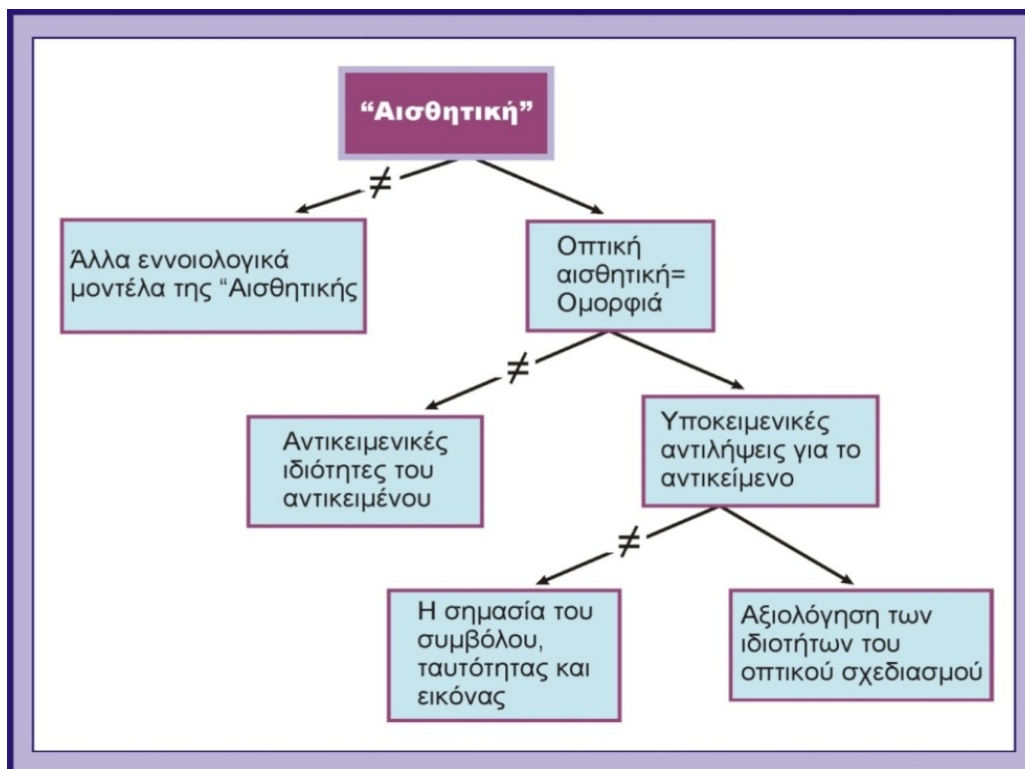 “Αισθητική”
≠
Άλλα εννοιολογικά
μοντέλα της “Αισθητικής
Οπτική
αισθητική=
Ομορφιά
≠
Αντικειμενικές
ιδιότητες του
αντικειμένου
Υποκειμενικές
αντιλήψεις για το
αντικείμενο
≠
Η σημασία του
συμβόλου,
ταυτότητας και
εικόνας
Αξιολόγηση των
ιδιοτήτων του
οπτικού σχεδιασμού